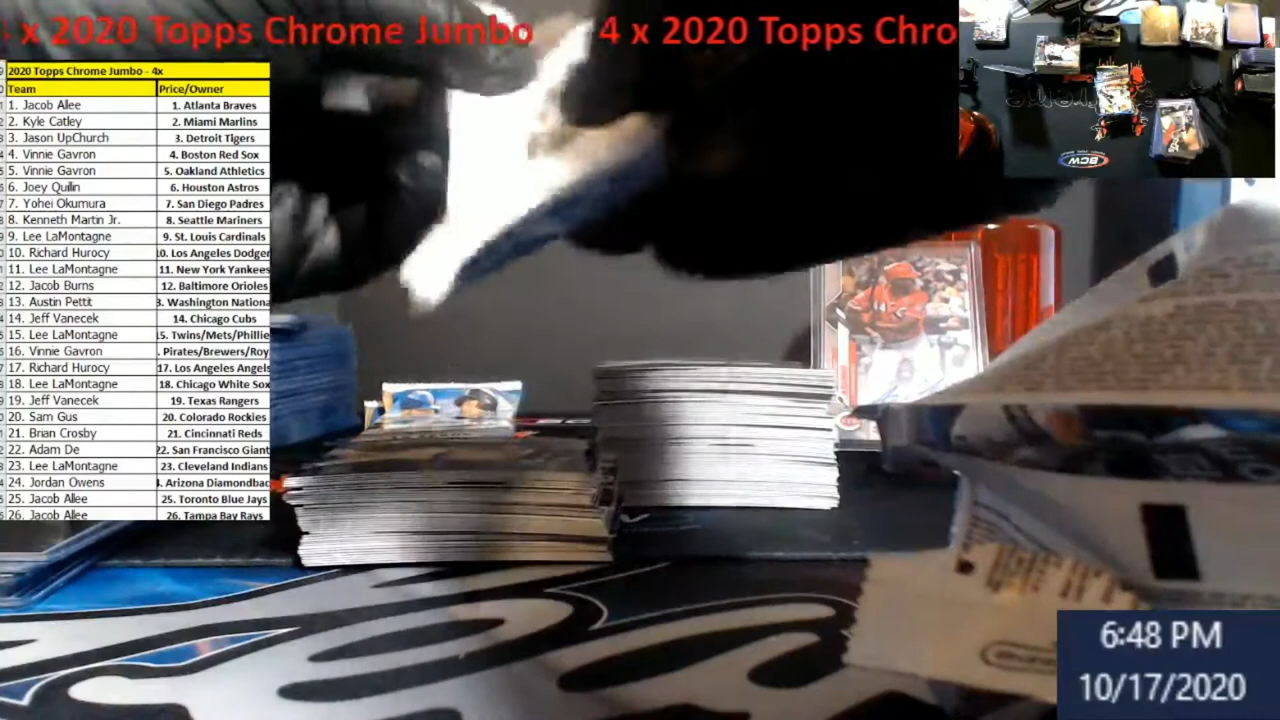 x 2020 Topps Chrome Jumbo 4 x 2020 Topps Chro
2020 Topps Chrome Jumbo - 4x
Team Price/Owner
1. Jacob Allee 1. Atlanta Braves
2. Kyle Catley 2. Miami Marlins
3. Jason UpChurch 3. Detroit Tigers
4. Vinnie Gavron 4. Boston Red Sox
5. Vinnie Gavron 5. Oakland Athletics
6. Joey Quilin 6. Houston Astros
7. Yohei Okumura 7. San Diego Padres
8. Kenneth Martin Jr. 8. Seattle Mariners
9. Lee LaMontagne 9. St. Louis Cardinals
10. Richard Hurocy 10. Los Angeles Dodger
11. Lee LaMontagne 11. New York Yankees
12. Jacob Burns 12. Baltimore Orioles
13. Austin Pettit 3. Washington Nationa
14. Jeff Vanecek 14. Chicago Cubs
15. Lee LaMontagne 15. Twins/Mets/Phillie
16. Vinnie Gavron . Pirates/Brewers/Roy
17. Richard Hurocy 17. Los Angeles Angels
18. Lee LaMontagne 18. Chicago White Sox
19. Jeff Vanecek 19. Texas Rangers
20. Sam Gus 20. Colorado Rockies
21. Brian Crosby 21. Cincinnati Reds
22. Adam De 22. San Francisco Giant
23. Lee LaMontagne 23. Cleveland Indians
24. Jordan Owens . Arizona Diamondbac
25. Jacob Allee 25. Toronto Blue Jays
26. Jacob Allee 26. Tampa Bay Rays
BCW
6:48 PM
10/17/2020